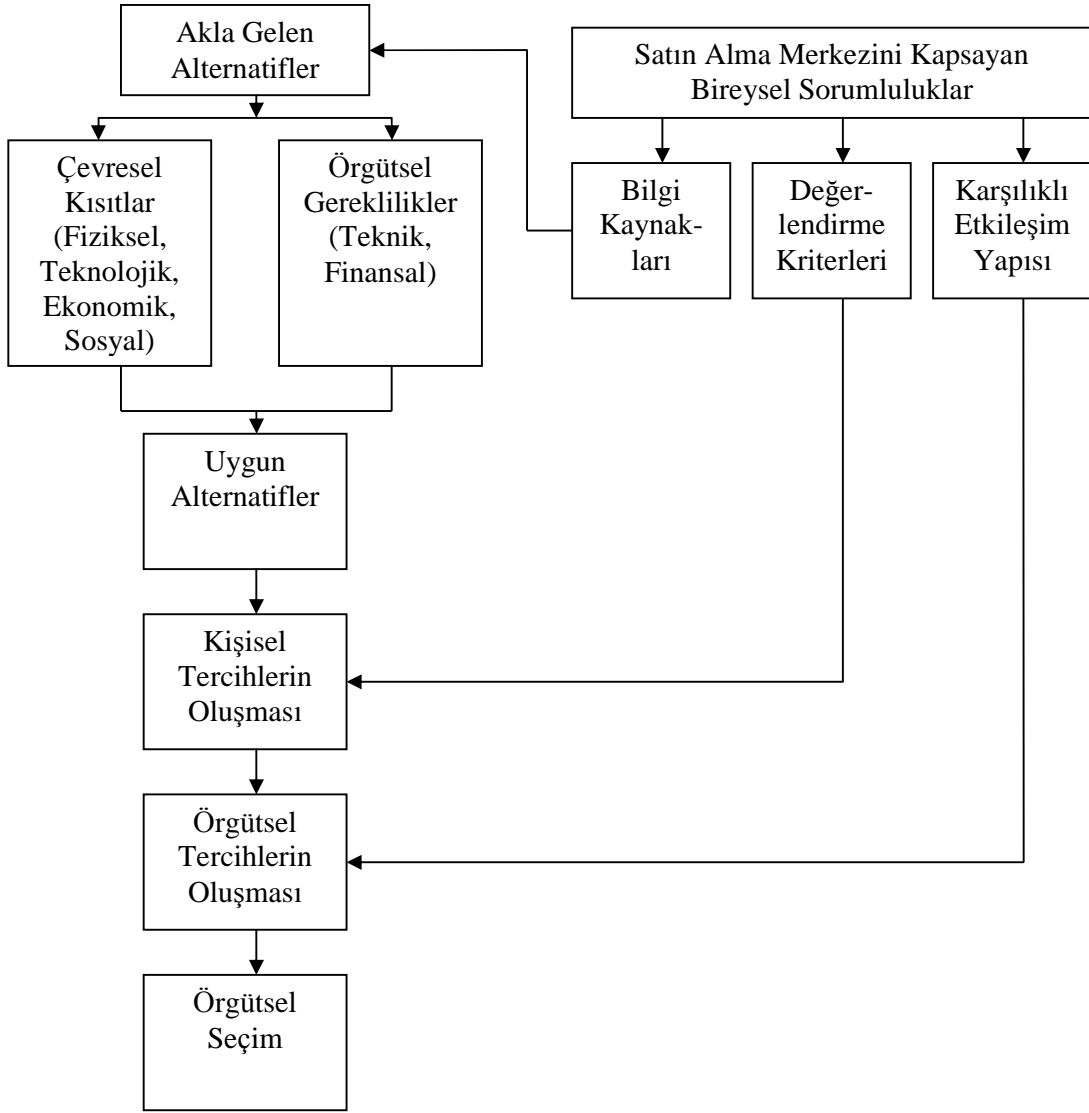 Akla Gelen
Alternatifler
Satın Alma Merkezini Kapsayan
Bireysel Sorumluluklar
Çevresel
Kısıtlar
(Fiziksel,
Teknolojik,
Ekonomik,
Sosyal)
Örgütsel
Gereklilikler
(Teknik,
Finansal)
Bilgi
Kaynak-
ları
Değer-
lendirme
Kriterleri
Karşılıklı
Etkileşim
Yapısı
Uygun
Alternatifler
Kişisel
Tercihlerin
Oluşması
Örgütsel
Tercihlerin
Oluşması
Örgütsel
Seçim